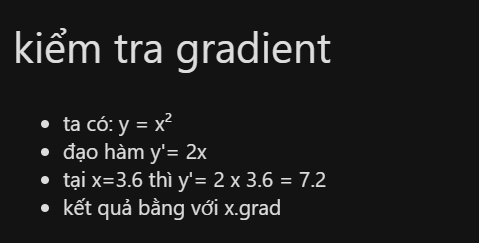 kiểm tra gradient
ta có: y = x²
đạo hàm y'= 2x
tại x=3.6 thì y'= 2 x 3.6 = 7.2
kết quả bằng với x.grad